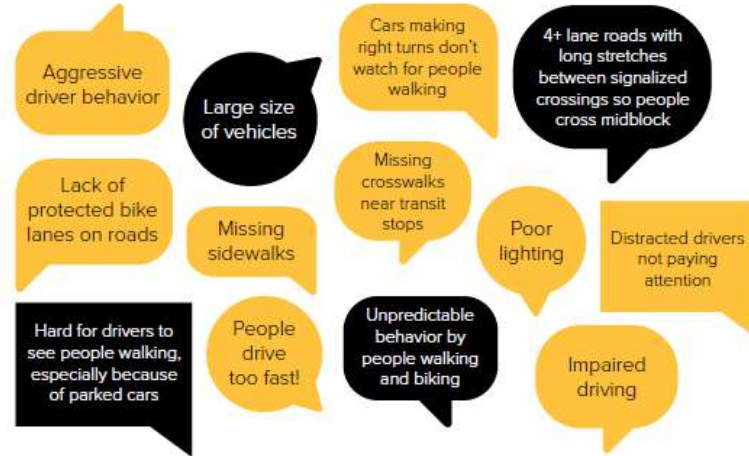 Aggressive
driver behavior
Large size
of vehicles
Cars making
right turns don't
watch for people
walking
4+ lane roads with
long stretches
between signalized
crossings so people
cross midblock
Lack of
protected bike
lanes on roads
Missing
sidewalks
Missing
crosswalks
near transit
stops
Poor
lighting
Distracted drivers
not paying
attention
Hard for drivers to
see people walking,
especially because
of parked cars
People
drive
too fast!
Unpredictable
behavior by
people walking
and biking
Impaired
driving